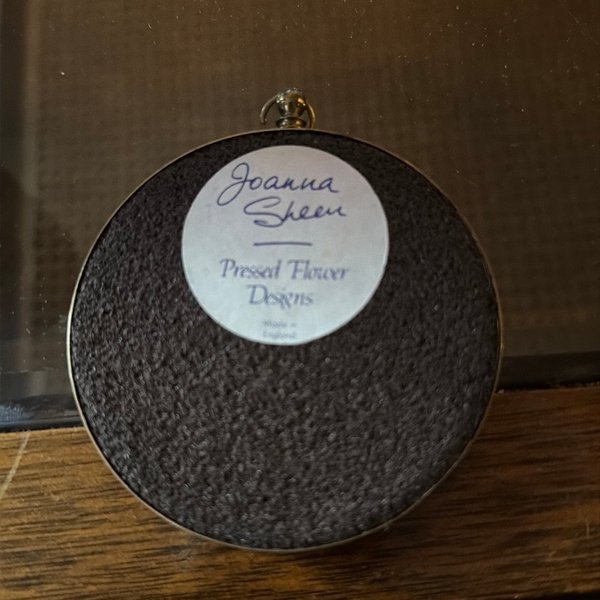 Joanna
Sheen
Pressed Flower
Designs
Made in
England